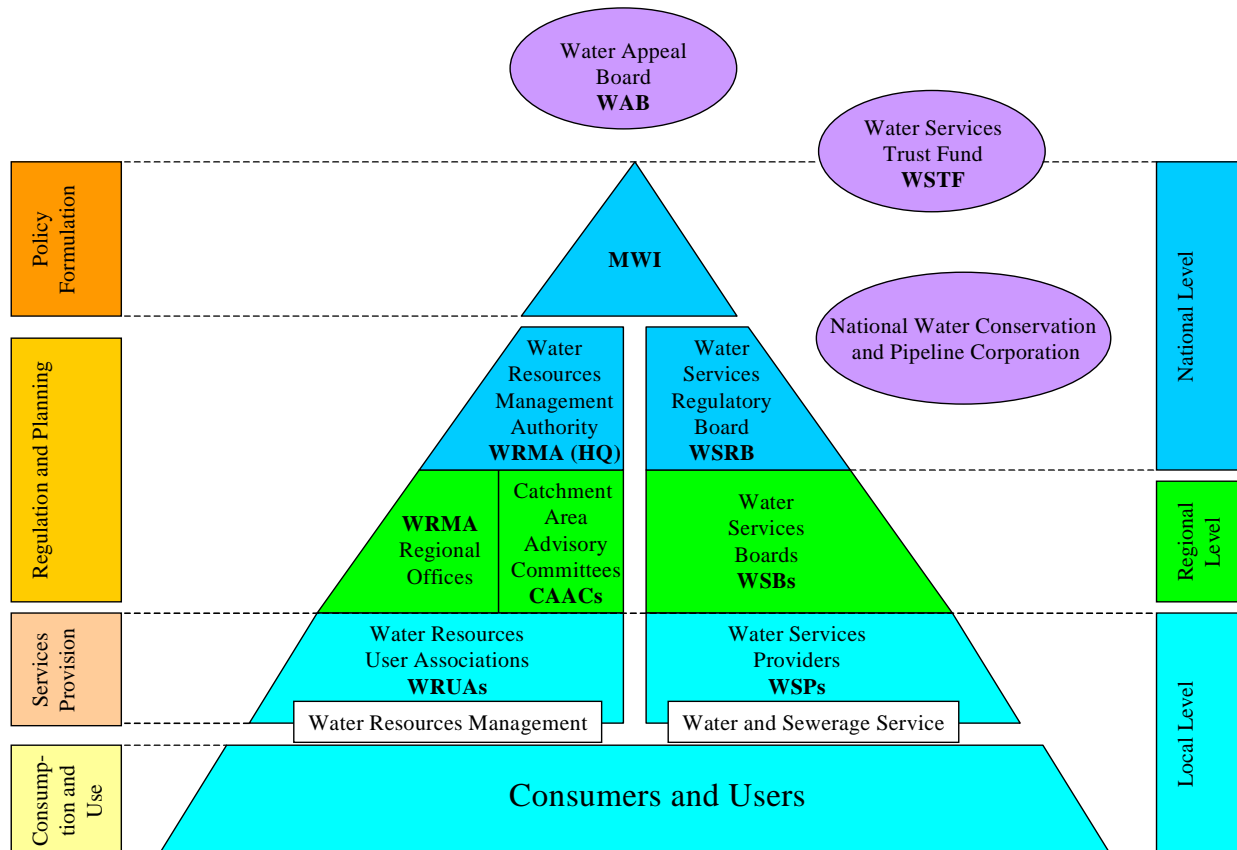 Water Appeal
Board
WAB
Water Services
Trust Fund
WSTF
National Water Conservation
and Pipeline Corporation
Policy
Formulation
MWI
National Level
Regulation and Planning
Water
Resources
Management
Authority
WRMA (HQ)
Water
Services
Regulatory
Board
WSRB
WRMA
Regional
Offices
Catchment
Area
Advisory
Committees
CAACs
Water
Services
Boards
WSBs
Regional
Level
Services
Provision
Water Resources
User Associations
WRUAs
Water Services
Providers
WSPs
Water Resources Management
Water and Sewerage Service
Local Level
Consump-
tion and
Use
Consumers and Users